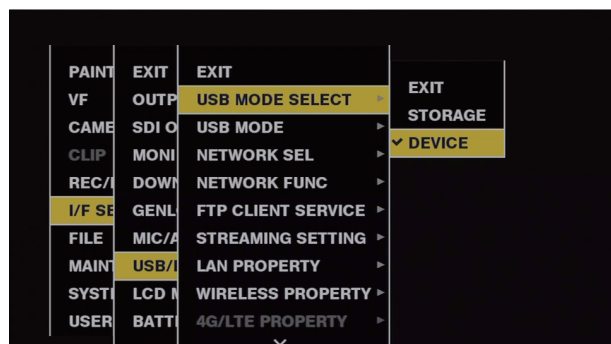 PAINT
VF
CAME
CLIP
REC/
I/F SE
FILE
MAINT
SYSTE
USER
EXIT
OUTP
SDI O
MONI
DOWN
GENL
MIC/A
USB/L
LCD M
BATT
EXIT
USB MODE SELECT
USB MODE
NETWORK SEL
NETWORK FUNC
FTP CLIENT SERVICE
STREAMING SETTING
LAN PROPERTY
WIRELESS PROPERTY
4G/LTE PROPERTY
EXIT
STORAGE
DEVICE